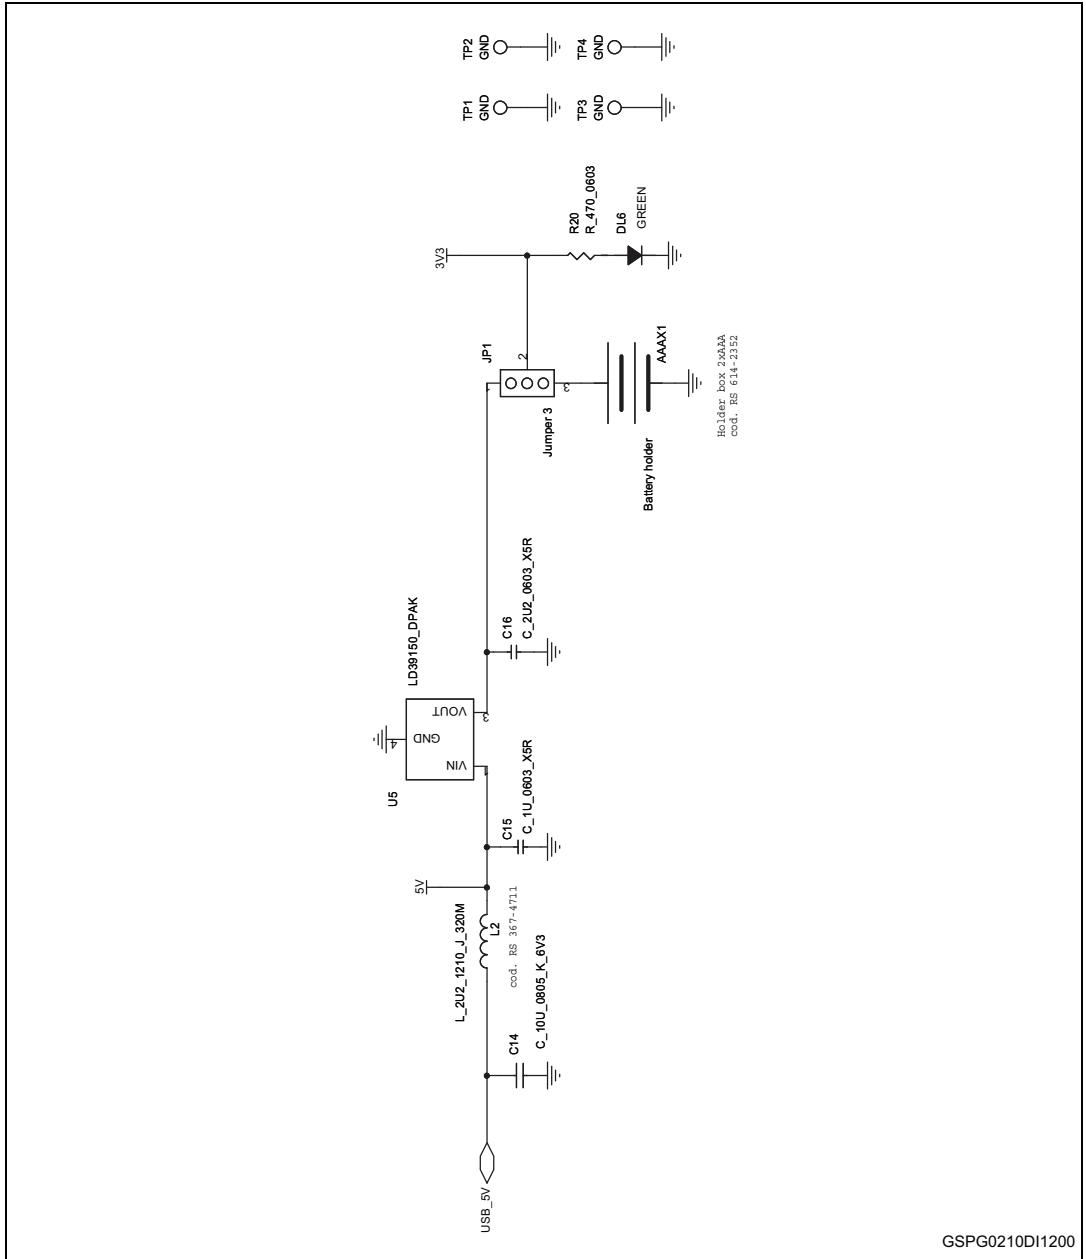 TP2
GND
TP4
GND
TP1
GND
TP3
GND
R20
R_470_0603
DL6
GREEN
3V3
JP1
2
1
3
Jumper 3
AAAX1
Battery holder
Holder box 2xAAA
cod. RS 614-2352
C16
C_2U2_0603_X5R
LD39150_DPAK
VOUT
GND
VIN
3
4
1
U5
C15
C_1U_0603_X5R
5V
L_2U2_1210_J_320M
L2
cod. RS 367-4711
C14
C_10U_0805_K_6V3
USB_5V
GSPG0210DI1200